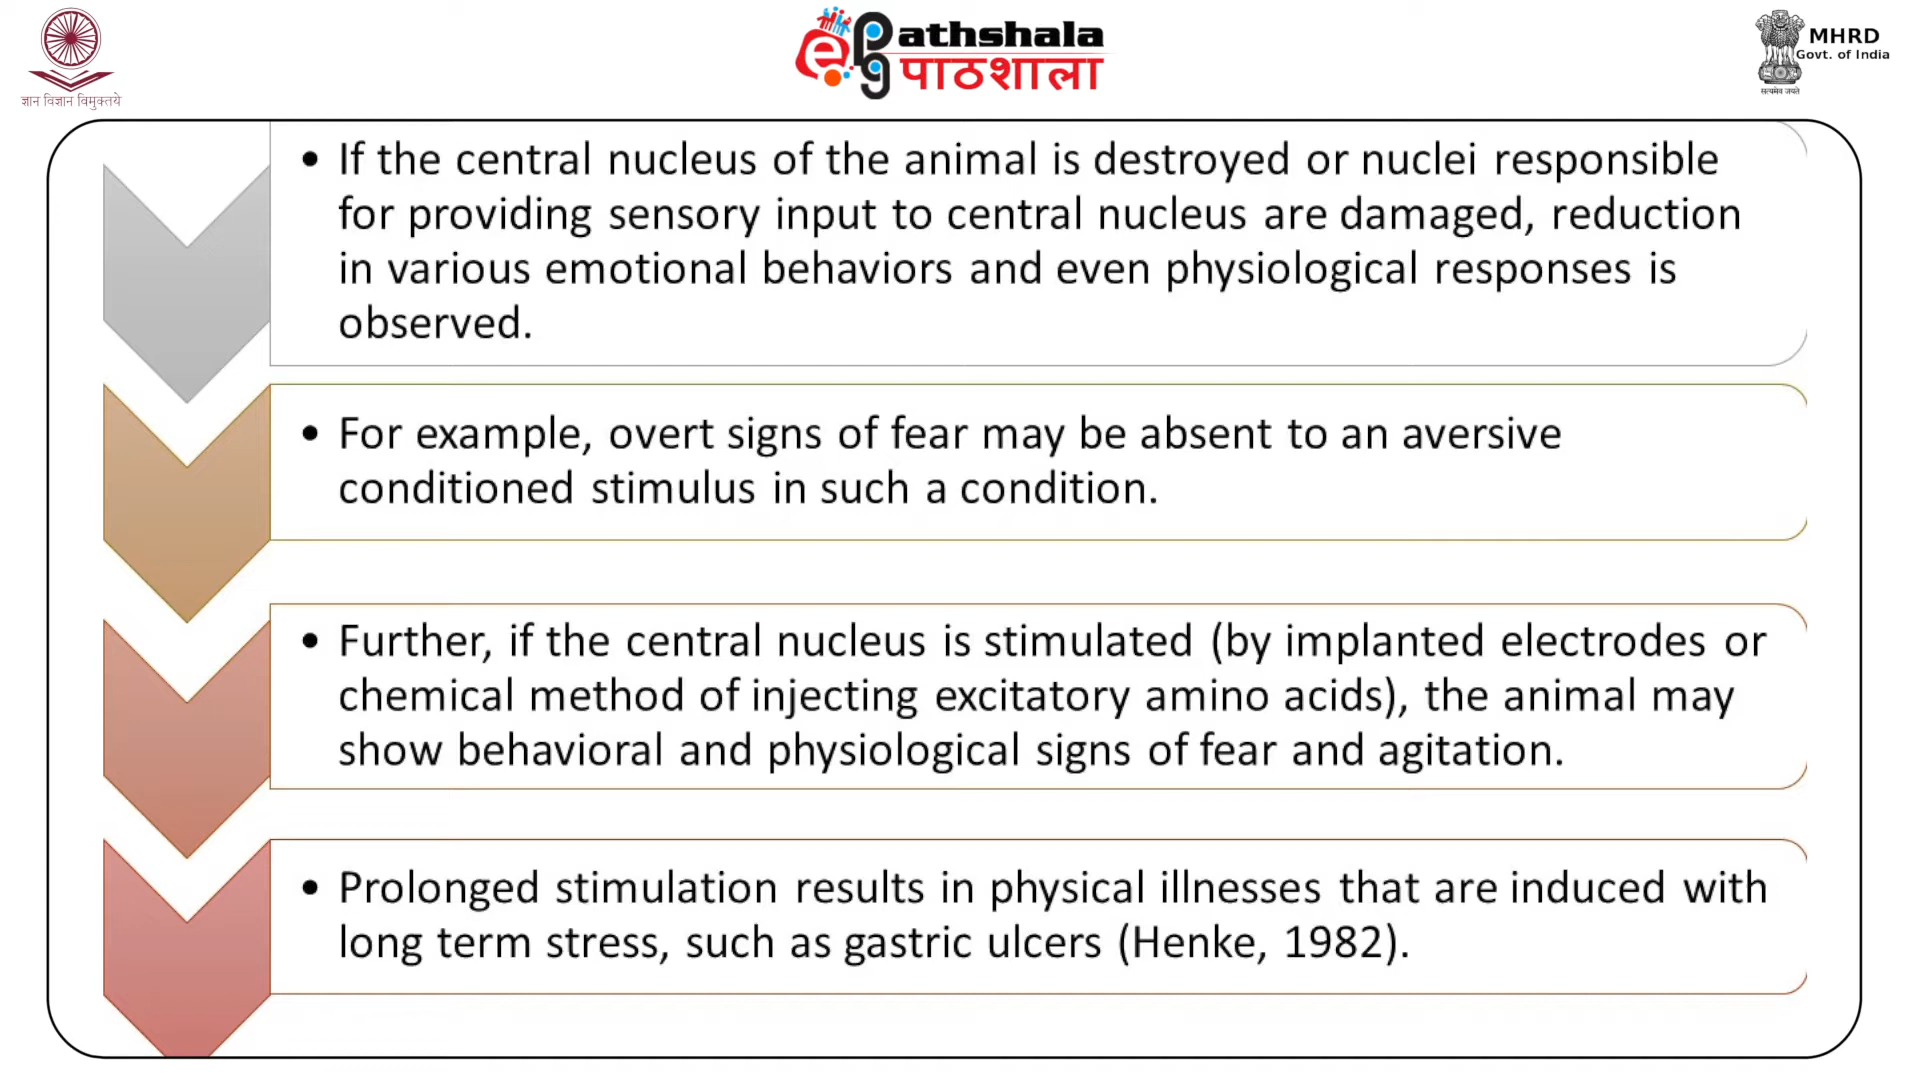 ज्ञान विज्ञान विमुक्तये
ePg
athshala
पाठशाला
MHRD
Govt. of India
सत्यमेव जयते
• If the central nucleus of the animal is destroyed or nuclei responsible
for providing sensory input to central nucleus are damaged, reduction
in various emotional behaviors and even physiological responses is
observed.
• For example, overt signs of fear may be absent to an aversive
conditioned stimulus in such a condition.
• Further, if the central nucleus is stimulated (by implanted electrodes or
chemical method of injecting excitatory amino acids), the animal may
show behavioral and physiological signs of fear and agitation.
• Prolonged stimulation results in physical illnesses that are induced with
long term stress, such as gastric ulcers (Henke, 1982).